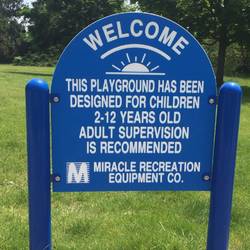 WELCOME
THIS PLAYGROUND HAS BEEN
DESIGNED FOR CHILDREN
2-12 YEARS OLD
ADULT SUPERVISION
IS RECOMMENDED
M MIRACLE RECREATION
EQUIPMENT CO.